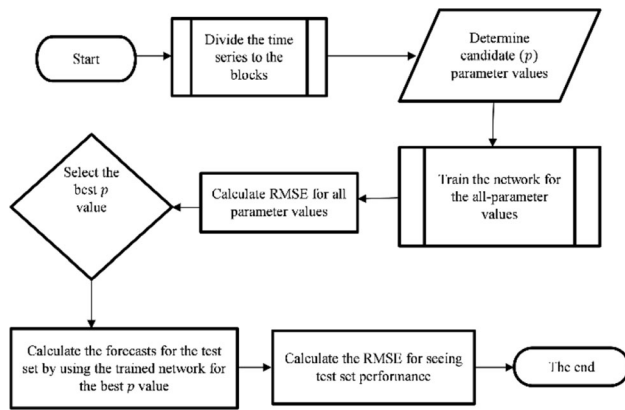 Start
Divide the time
series to the
blocks
Determine
candidate (p)
parameter values
Train the network for
the all-parameter
values
Calculate RMSE for all
parameter values
Select the
best p
value
Calculate the forecasts for the test
set by using the trained network for
the best p value
Calculate the RMSE for seeing
test set performance
The end